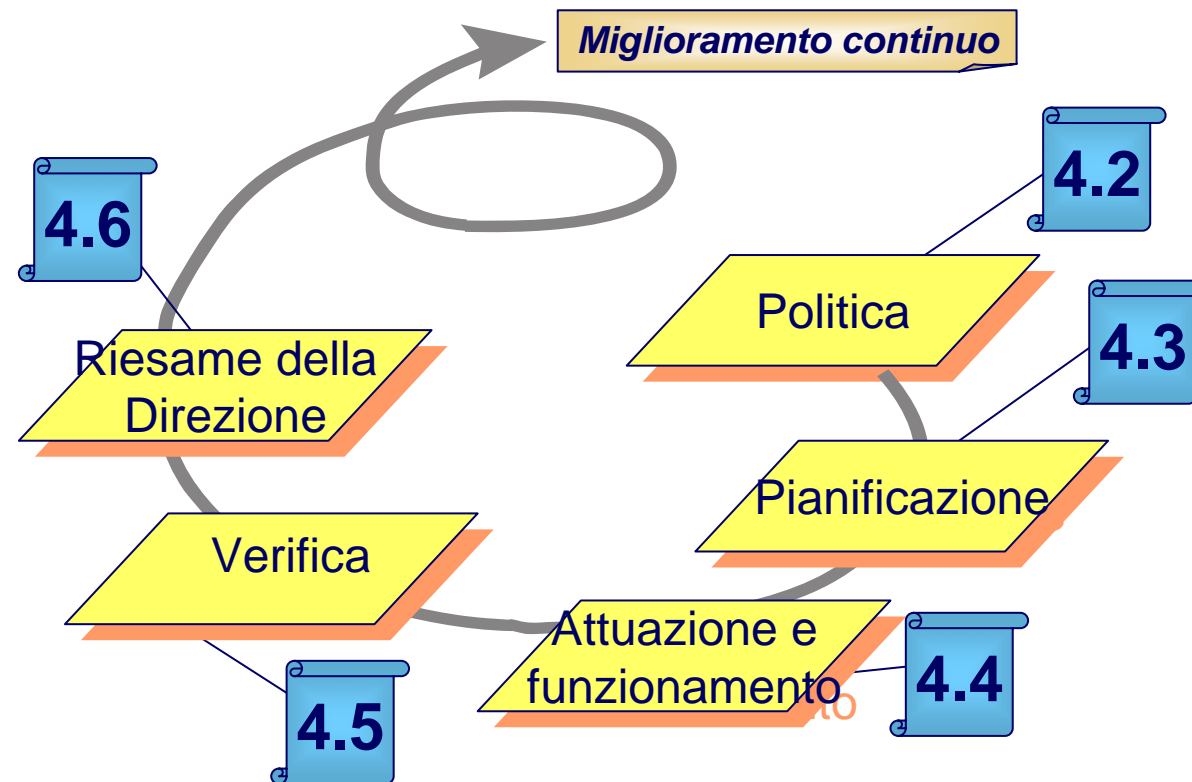 Miglioramento continuo
4.2
Politica
4.3
Pianificazione
4.4
Attuazione e
funzionamento
4.5
Verifica
4.6
Riesame della
Direzione